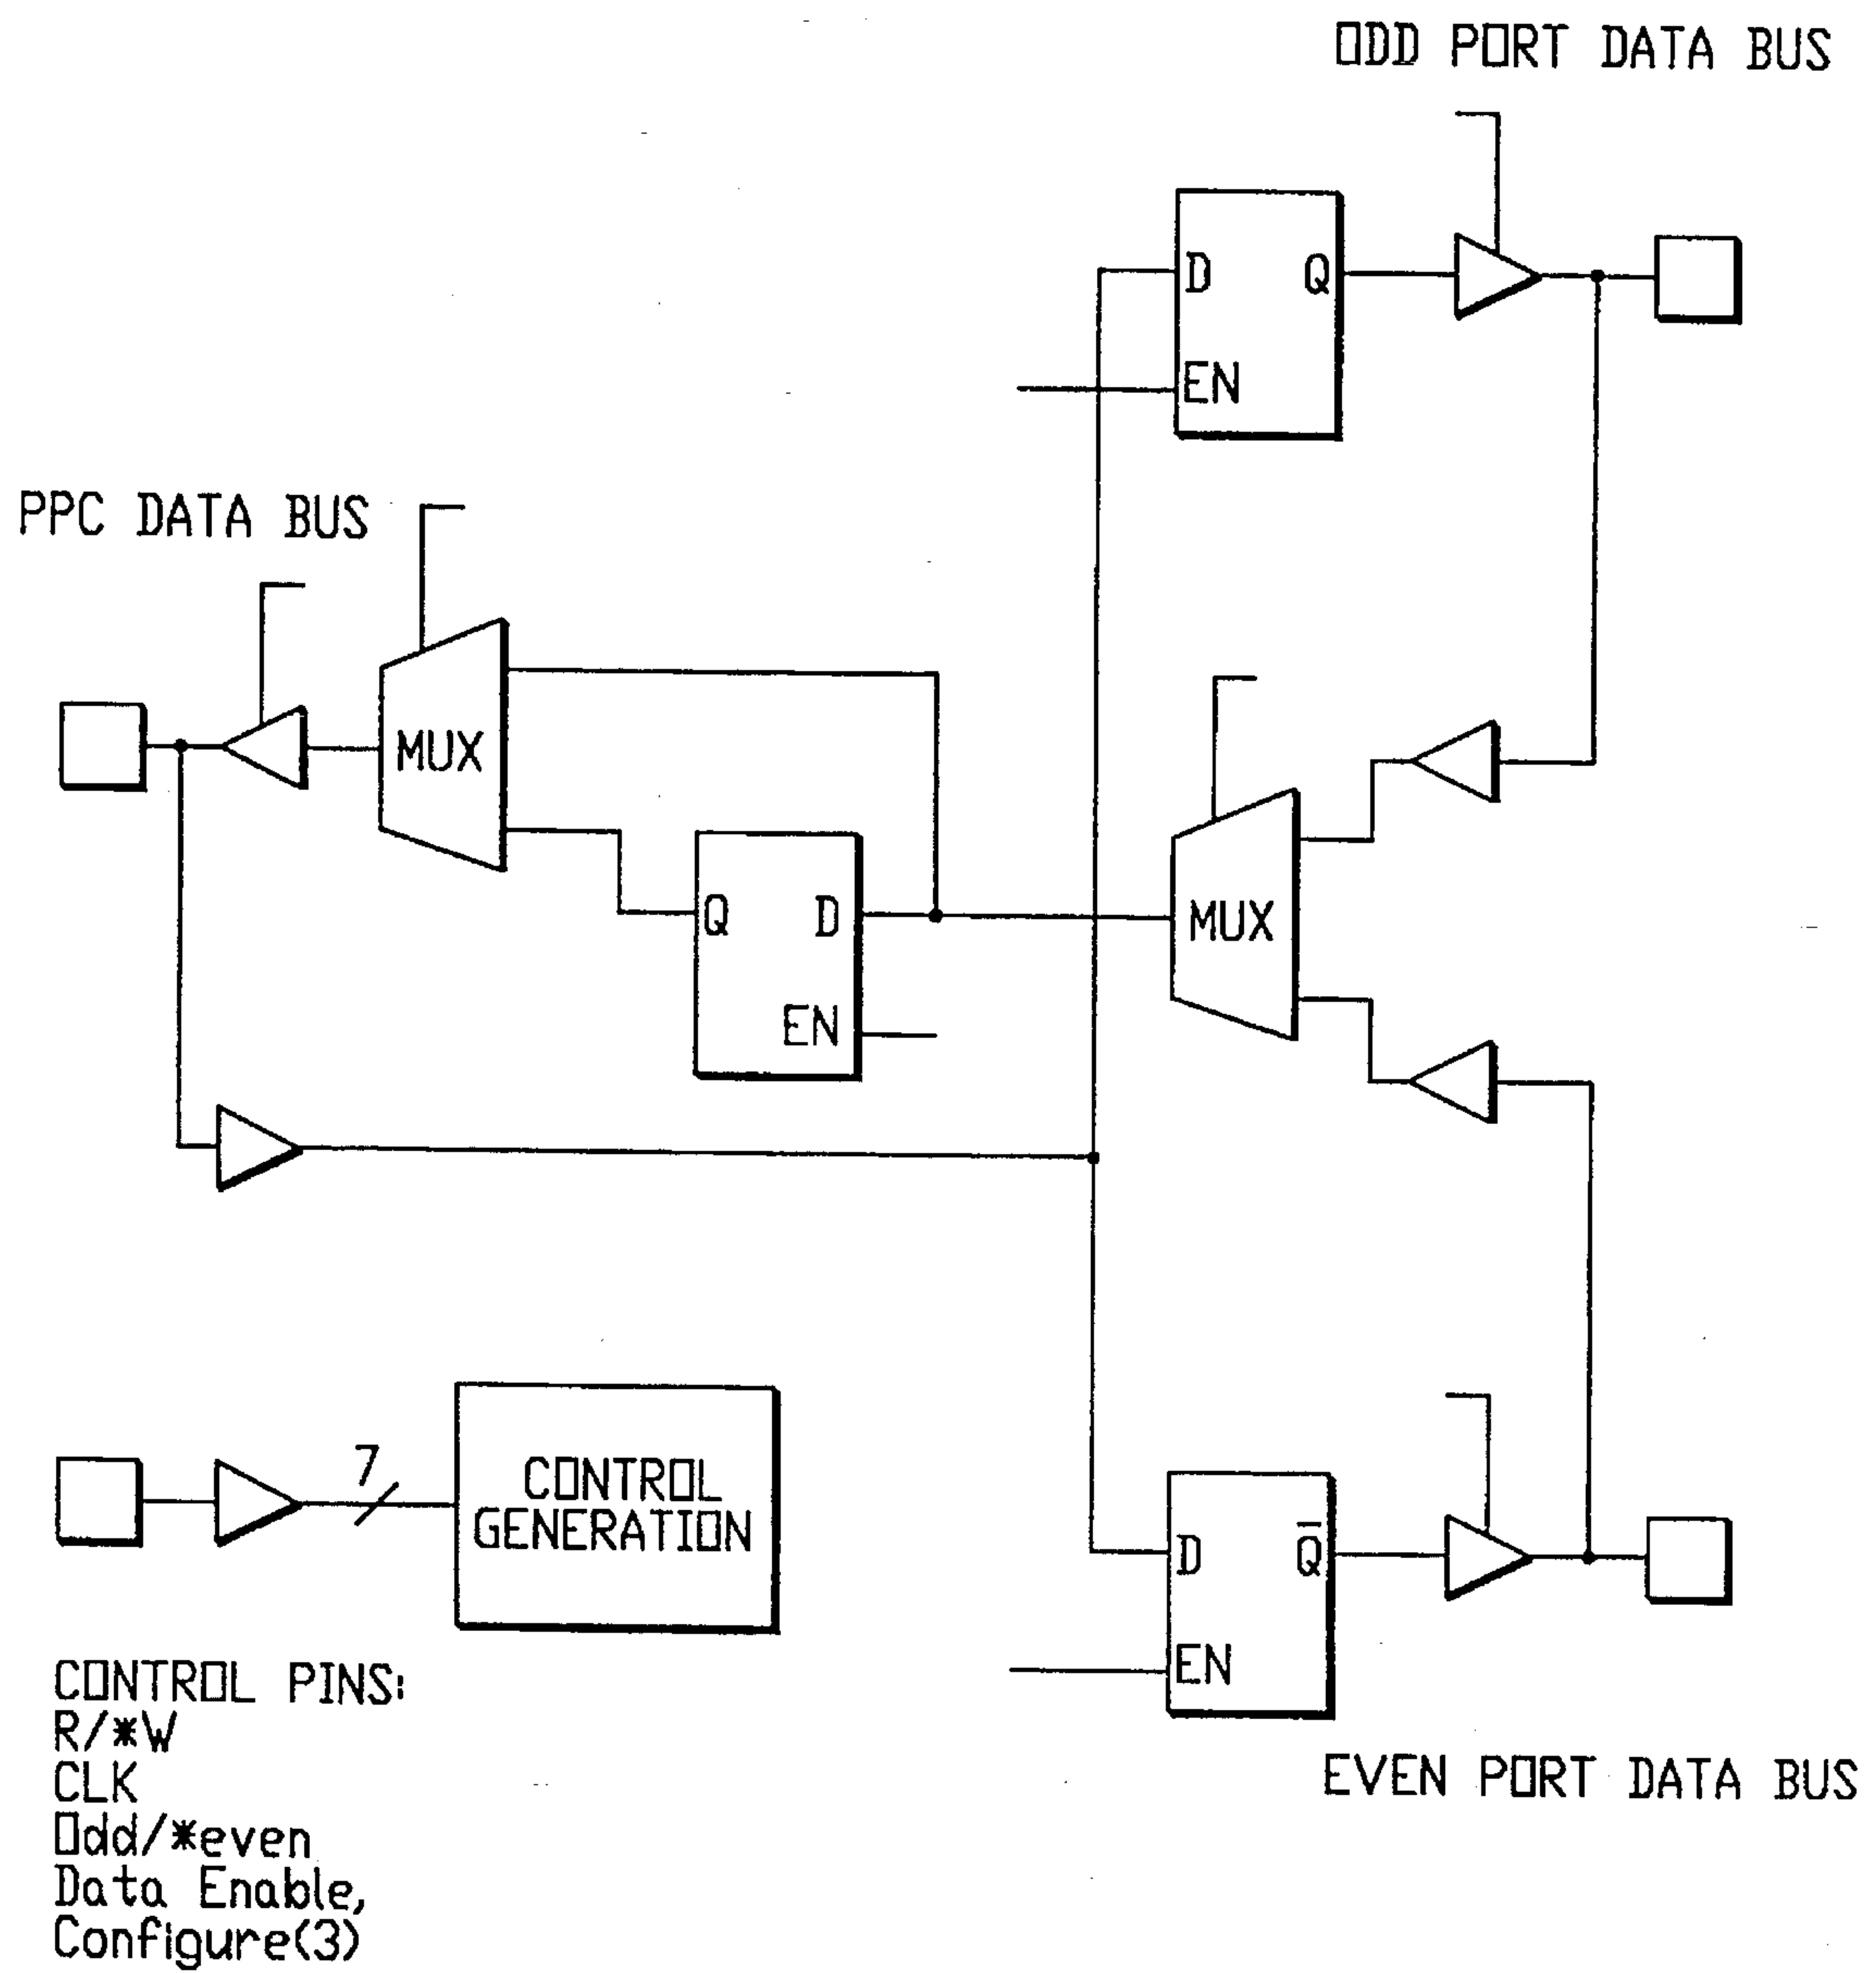 ODD PORT DATA BUS
D
Q
EN
PPC DATA BUS
MUX
Q
D
EN
MUX
7
CONTROL
GENERATION
D
Q̅
EN
CONTROL PINS:
R/*W
CLK
Odd/*even
Data Enable,
Configure(3)
EVEN PORT DATA BUS